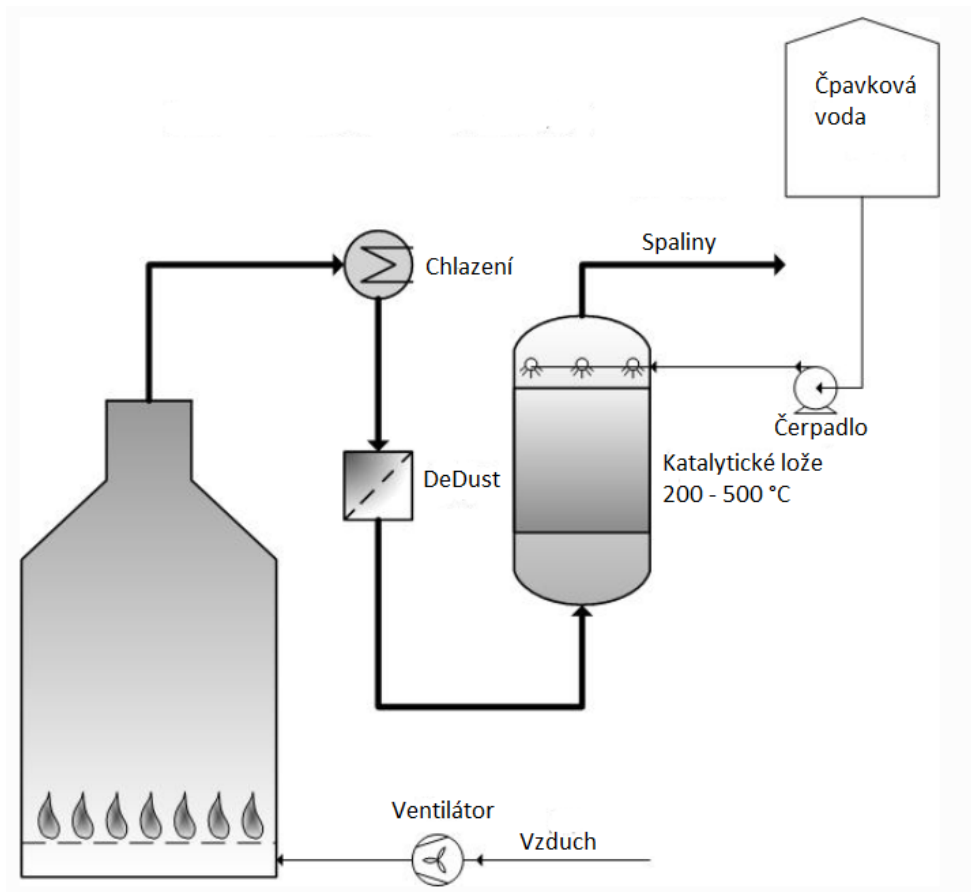 Čpavková
voda
Spaliny
Chlazení
Čerpadlo
DeDust
Katalytické lože
200 - 500 °C
Ventilátor
Vzduch